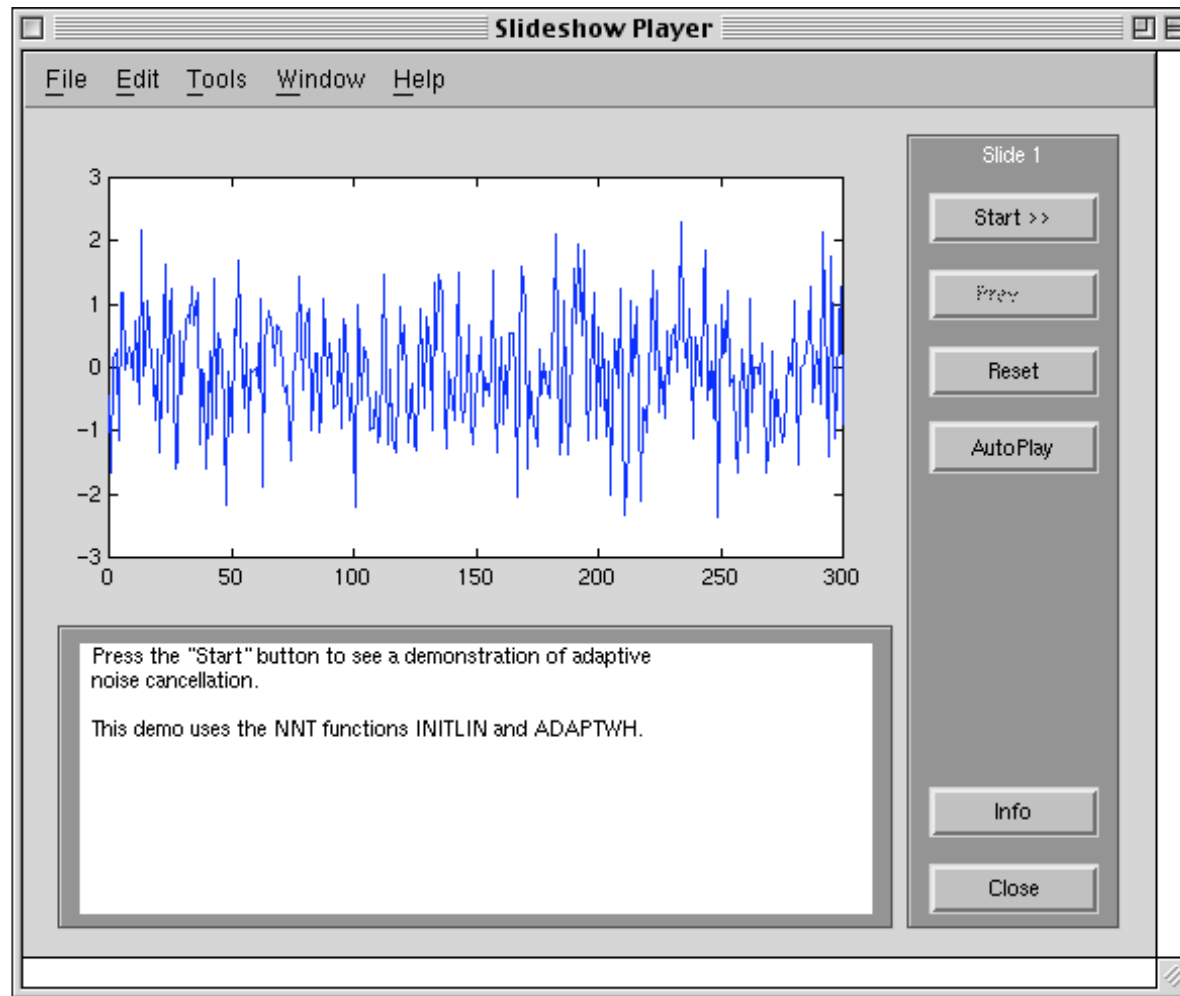 Slideshow Player
File Edit Tools Window Help
Slide 1
Start >>
Prev
Reset
AutoPlay
Info
Close
3
2
1
0
−1
−2
−3
0 50 100 150 200 250 300
Press the "Start" button to see a demonstration of adaptive
noise cancellation.
This demo uses the NNT functions INITLIN and ADAPTWH.